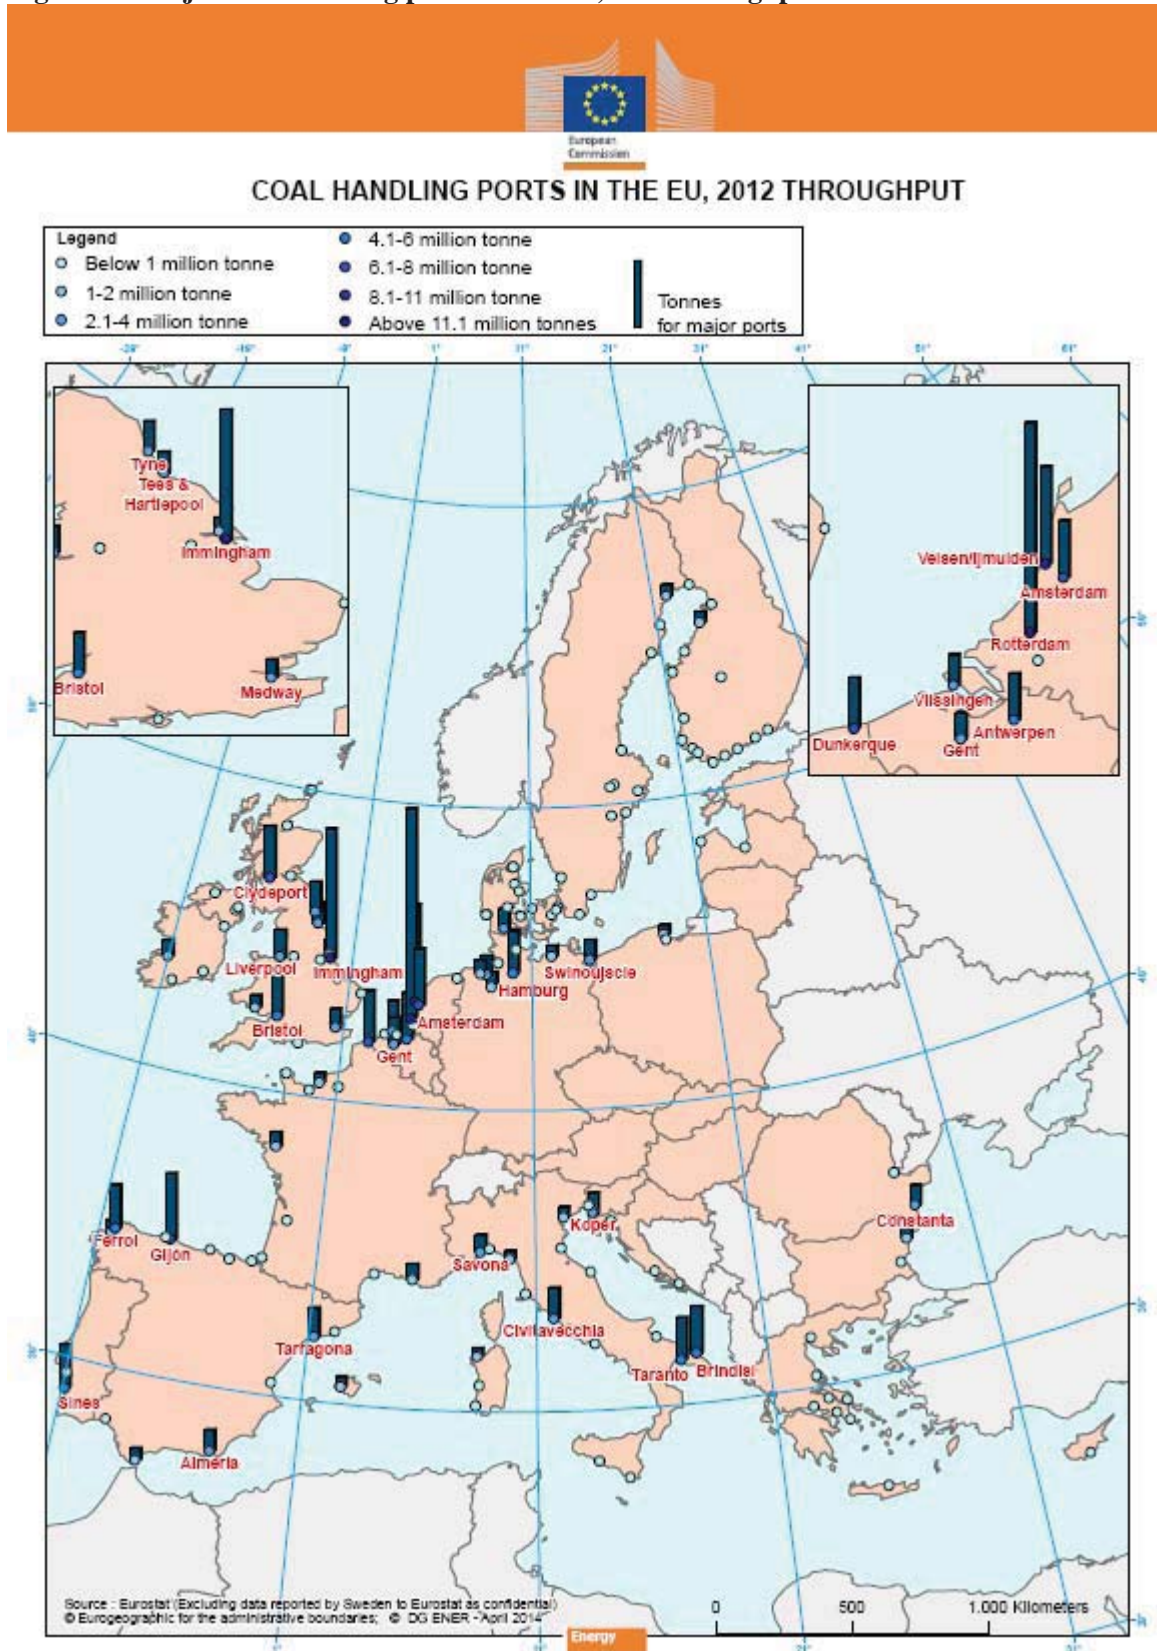 European
Commission
COAL HANDLING PORTS IN THE EU, 2012 THROUGHPUT
Legend
Below 1 million tonne
1-2 million tonne
2.1-4 million tonne
4.1-6 million tonne
6.1-8 million tonne
8.1-11 million tonne
Above 11.1 million tonnes
Tonnes
for major ports
Tyne
Tees &
Hartlepool
Immingham
Bristol
Medway
Velsen/Ijmuiden
Amsterdam
Rotterdam
Vlissingen
Antwerpen
Dunkerque
Gent
Clydeport
Liverpool
Immingham
Swinoujscie
Hamburg
Bristol
Amsterdam
Gent
Ferrol
Gijón
Koper
Constanta
Savona
Civitavecchia
Tarragona
Taranto
Brindisi
Sines
Almeria
Source : Eurostat (Excluding data reported by Sweden to Eurostat as confidential)
© Eurogeographic for the administrative boundaries; © DG ENER - April 2014
0 500 1.000 Kilometers
Energy